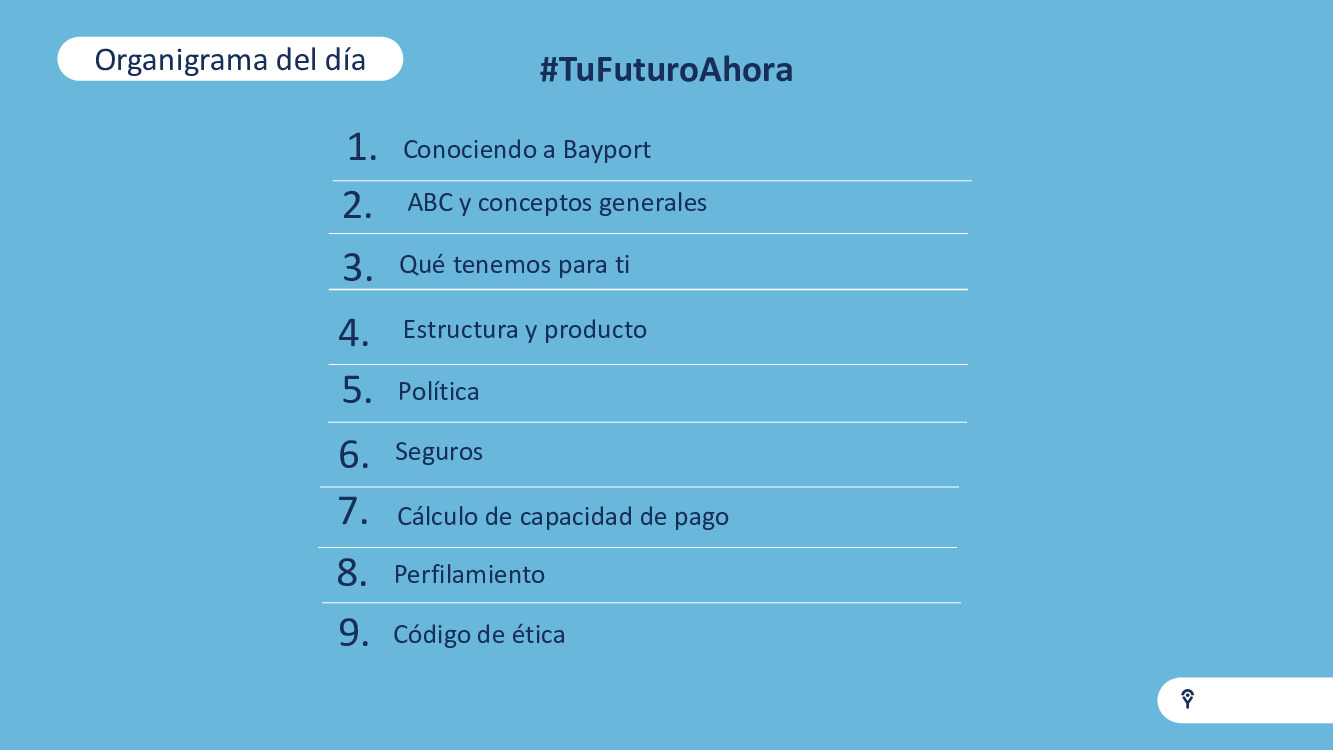 Organigrama del día
#TuFuturoAhora
1. Conociendo a Bayport
2. ABC y conceptos generales
3. Qué tenemos para ti
4. Estructura y producto
5. Política
6. Seguros
7. Cálculo de capacidad de pago
8. Perfilamiento
9. Código de ética